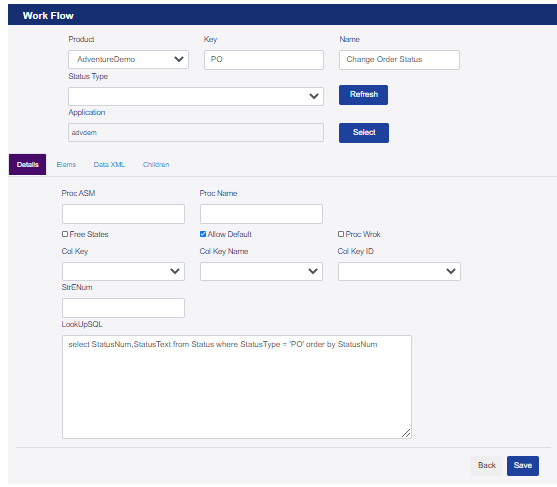 Work Flow
Product Key Name
AdventureDemo PO Change Order Status
Status Type
Refresh
Application
advdem Select
Details Elems Data XML Children
Proc ASM Proc Name
Free States Allow Default Proc Wrok
Col Key Col Key Name Col Key ID
StrENum
LookUpSQL
select StatusNum,StatusText from Status where StatusType = 'PO' order by StatusNum
Back Save